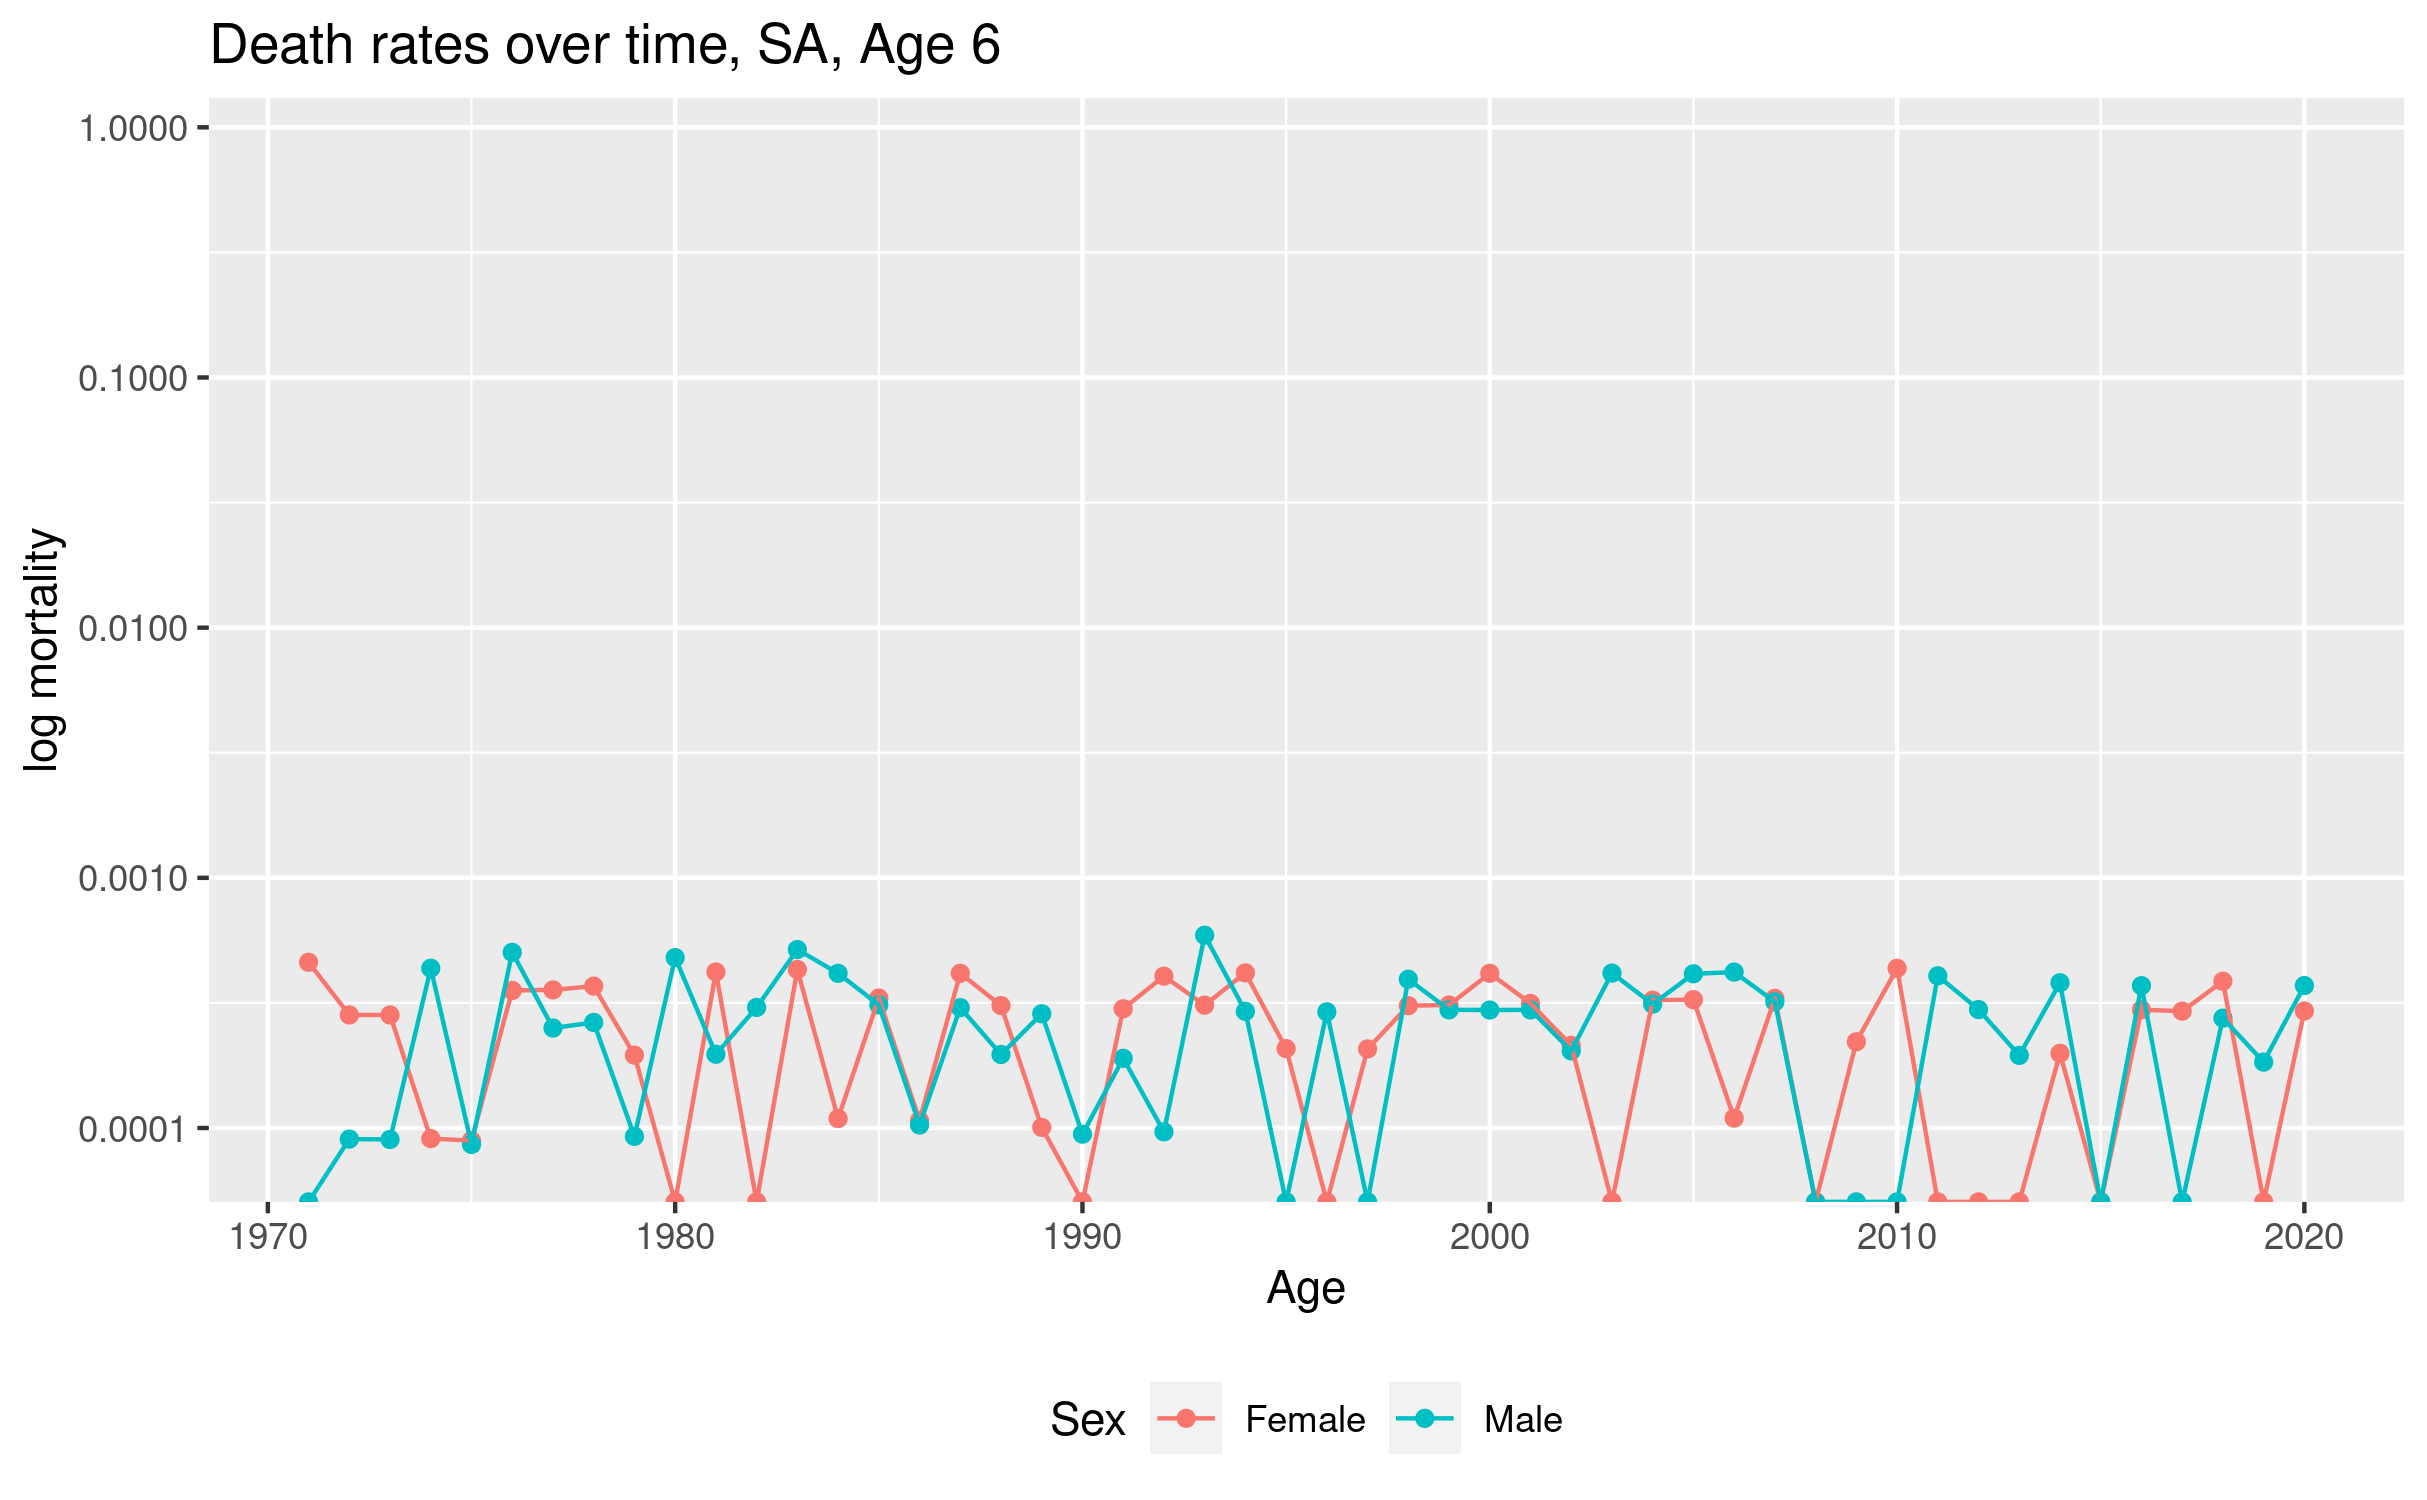 Death rates over time, SA, Age 6
log mortality
1.0000
0.1000
0.0100
0.0010
0.0001
1970 1980 1990 2000 2010 2020
Age
Sex Female Male